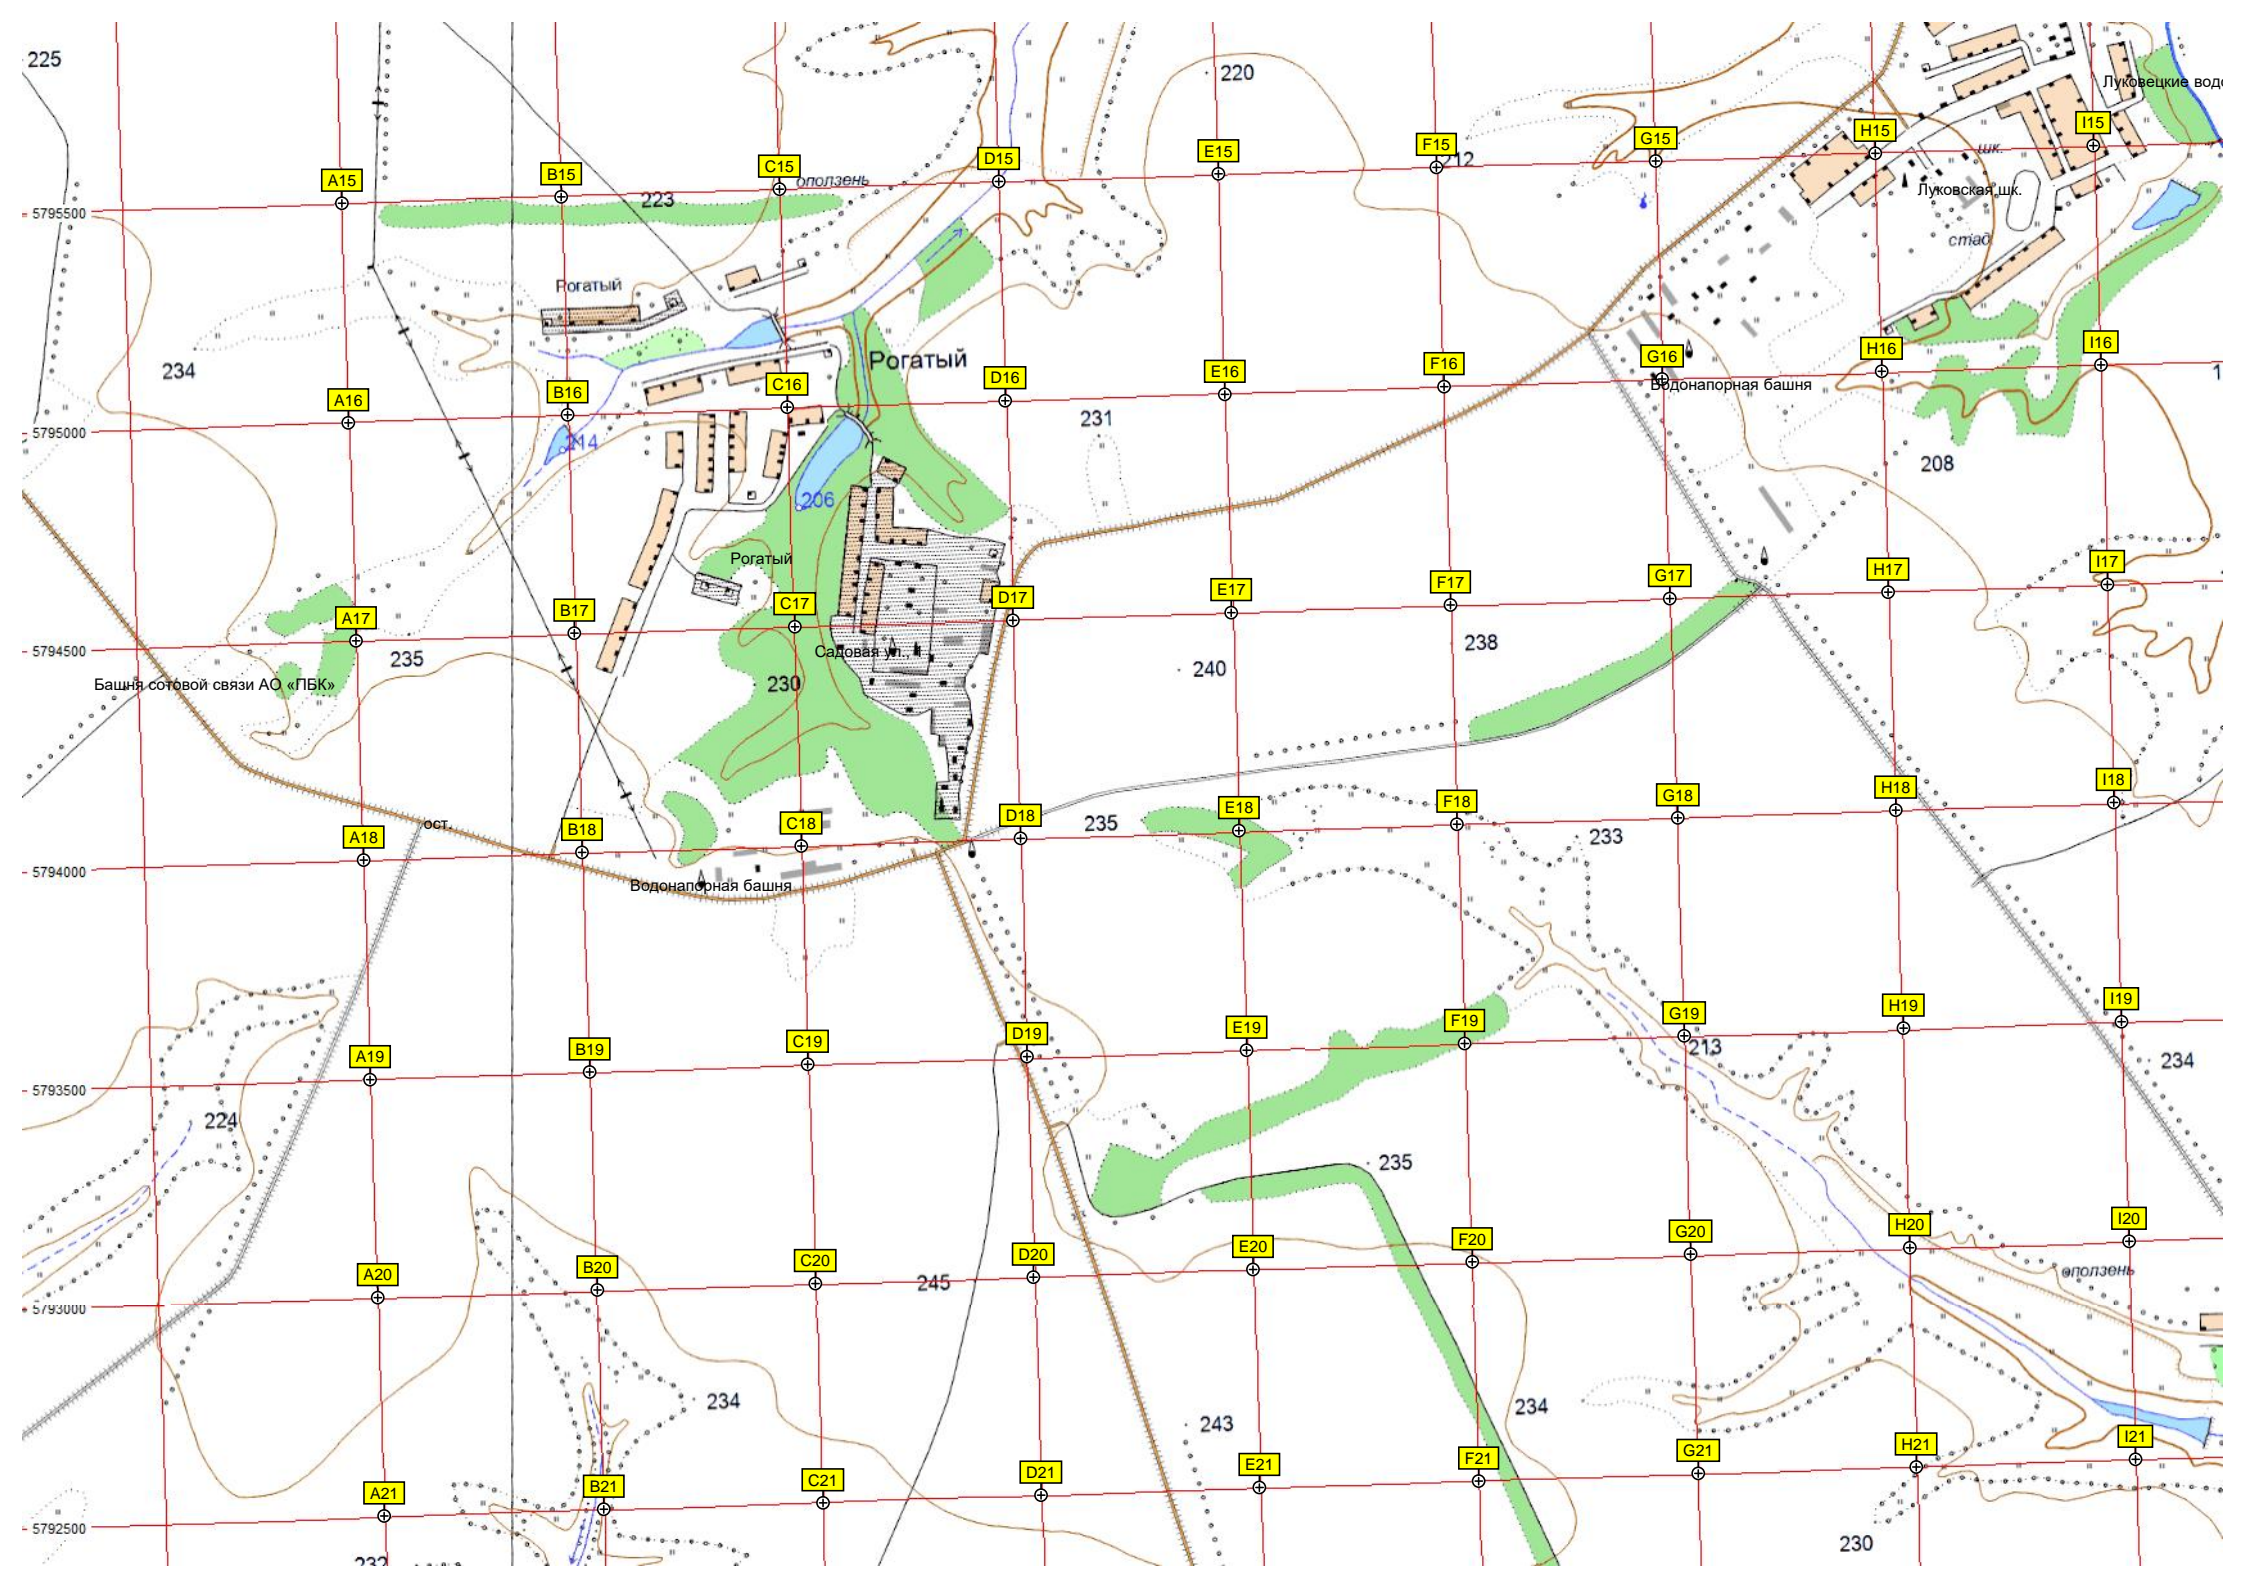 225
220
Луковецкие водо
I15
H15
G15
F15
212
E15
D15
C15
B15
A15
шк.
оползень
Луковская шк.
223
5795500
стад.
Рогатый
Рогатый
234
I16
H16
G16
F16
E16
D16
C16
B16
A16
Водонапорная башня
1
231
5795000
214
208
206
Рогатый
I17
H17
G17
F17
E17
D17
C17
B17
A17
238
5794500
235
Садовая ул., 1
240
230
Башня сотовой связи АО «ПБК»
I18
H18
G18
F18
E18
D18
C18
B18
A18
ост.
235
233
5794000
Водонапорная башня
I19
H19
G19
F19
E19
D19
C19
B19
A19
213
234
5793500
224
235
I20
H20
G20
F20
E20
D20
C20
B20
A20
оползень
245
5793000
234
234
243
I21
H21
G21
F21
E21
D21
C21
B21
A21
5792500
230
232